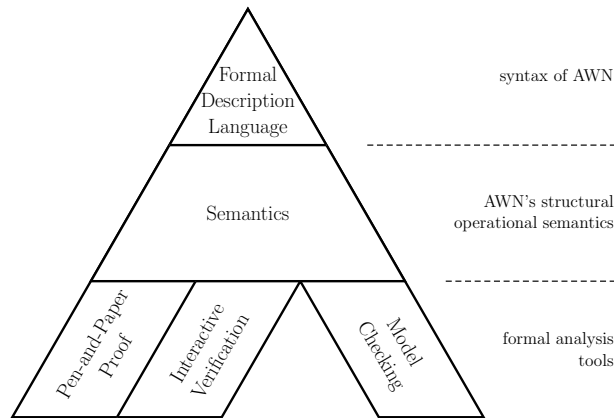 Formal
Description
Language
syntax of AWN
Semantics
AWN's structural
operational semantics
Pen-and-Paper
Proof
Interactive
Verification
Model
Checking
formal analysis
tools